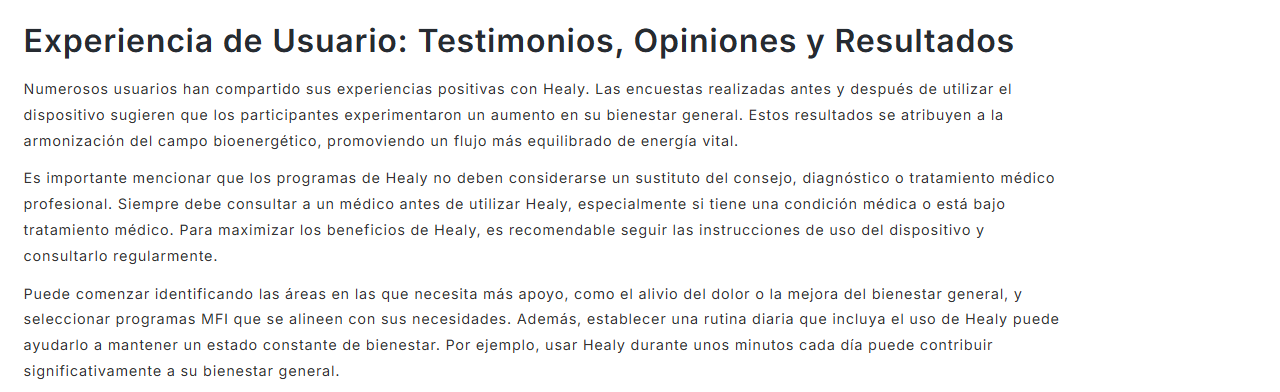 Experiencia de Usuario: Testimonios, Opiniones y Resultados
Numerosos usuarios han compartido sus experiencias positivas con Healy. Las encuestas realizadas antes y después de utilizar el
dispositivo sugieren que los participantes experimentaron un aumento en su bienestar general. Estos resultados se atribuyen a la
armonización del campo bioenergético, promoviendo un flujo más equilibrado de energía vital.
Es importante mencionar que los programas de Healy no deben considerarse un sustituto del consejo, diagnóstico o tratamiento médico
profesional. Siempre debe consultar a un médico antes de utilizar Healy, especialmente si tiene una condición médica o está bajo
tratamiento médico. Para maximizar los beneficios de Healy, es recomendable seguir las instrucciones de uso del dispositivo y
consultarlo regularmente.
Puede comenzar identificando las áreas en las que necesita más apoyo, como el alivio del dolor o la mejora del bienestar general, y
seleccionar programas MFI que se alineen con sus necesidades. Además, establecer una rutina diaria que incluya el uso de Healy puede
ayudarlo a mantener un estado constante de bienestar. Por ejemplo, usar Healy durante unos minutos cada día puede contribuir
significativamente a su bienestar general.